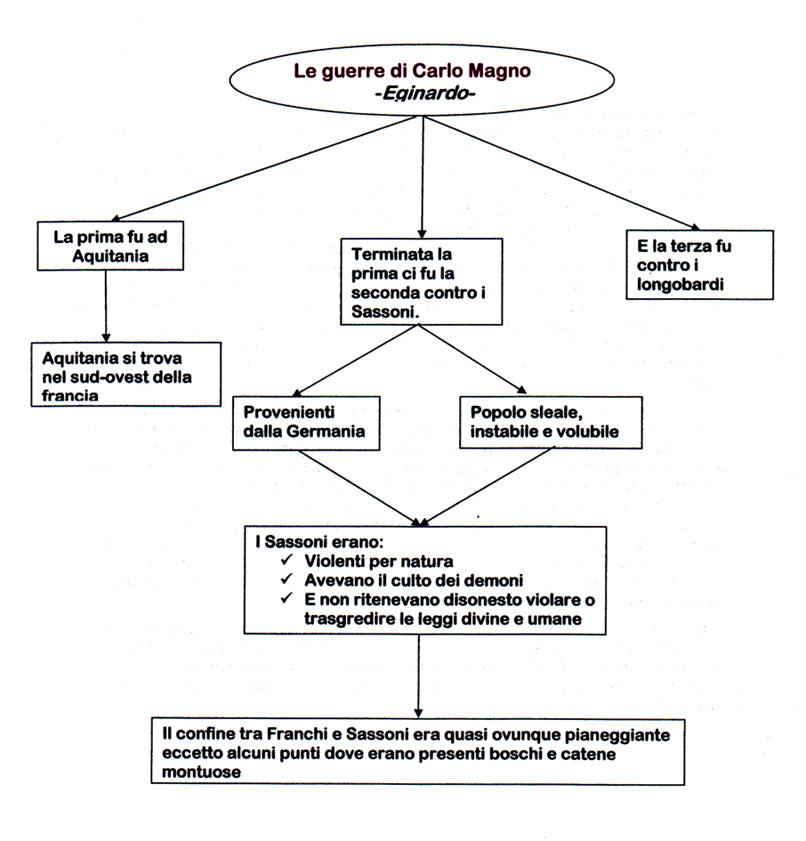 Le guerre di Carlo Magno
-Eginardo-
La prima fu ad
Aquitania
Terminata la
prima ci fu la
seconda contro i
Sassoni.
E la terza fu
contro i
longobardi
Aquitania si trova
nel sud-ovest della
francia
Provenienti
dalla Germania
Popolo sleale,
instabile e volubile
I Sassoni erano:
✓ Violenti per natura
✓ Avevano il culto dei demoni
✓ E non ritenevano disonesto violare o
trasgredire le leggi divine e umane
Il confine tra Franchi e Sassoni era quasi ovunque pianeggiante
eccetto alcuni punti dove erano presenti boschi e catene
montuose